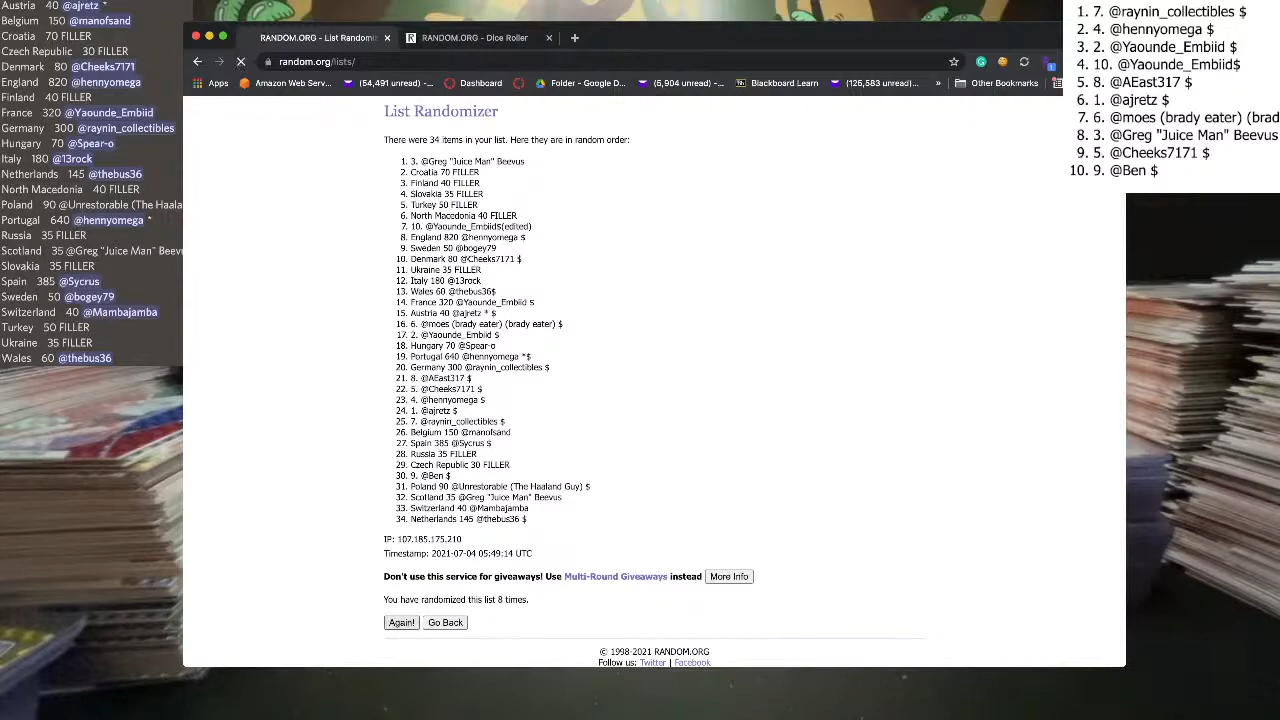 Austria 40 @ajretz *
Belgium 150 @manofsand
Croatia 70 FILLER
Czech Republic 30 FILLER
Denmark 80 @Cheeks7171
England 820 @hennyomega
Finland 40 FILLER
France 320 @Yaounde_Embiid
Germany 300 @raynin_collectibles
Hungary 70 @Spear-o
Italy 180 @13rock
Netherlands 145 @thebus36
North Macedonia 40 FILLER
Poland 90 @Unrestorable (The Haala
Portugal 640 @hennyomega *
Russia 35 FILLER
Scotland 35 @Greg "Juice Man" Beevu
Slovakia 35 FILLER
Spain 385 @Sycrus
Sweden 50 @bogey79
Switzerland 40 @Mambajamba
Turkey 50 FILLER
Ukraine 35 FILLER
Wales 60 @thebus36
RANDOM.ORG - List Randomiz
RANDOM.ORG - Dice Roller
random.org/lists/
Apps Amazon Web Serv... (54,491 unread) -... Dashboard Folder - Google D... (5,904 unread) -... Blackboard Learn (125,583 unread)... » Other Bookmarks
List Randomizer
There were 34 items in your list. Here they are in random order:
1. 3. @Greg "Juice Man" Beevus
2. Croatia 70 FILLER
3. Finland 40 FILLER
4. Slovakia 35 FILLER
5. Turkey 50 FILLER
6. North Macedonia 40 FILLER
7. 10. @Yaounde_Embiid$(edited)
8. England 820 @hennyomega $
9. Sweden 50 @bogey79
10. Denmark 80 @Cheeks7171 $
11. Ukraine 35 FILLER
12. Italy 180 @13rock
13. Wales 60 @thebus36$
14. France 320 @Yaounde_Embiid $
15. Austria 40 @ajretz * $
16. 6. @moes (brady eater) (brady eater) $
17. 2. @Yaounde_Embiid $
18. Hungary 70 @Spear-o
19. Portugal 640 @hennyomega *$
20. Germany 300 @raynin_collectibles $
21. 8. @AEast317 $
22. 5. @Cheeks7171 $
23. 4. @hennyomega $
24. 1. @ajretz $
25. 7. @raynin_collectibles $
26. Belgium 150 @manofsand
27. Spain 385 @Sycrus $
28. Russia 35 FILLER
29. Czech Republic 30 FILLER
30. 9. @Ben $
31. Poland 90 @Unrestorable (The Haaland Guy) $
32. Scotland 35 @Greg "Juice Man" Beevus
33. Switzerland 40 @Mambajamba
34. Netherlands 145 @thebus36 $
IP: 107.185.175.210
Timestamp: 2021-07-04 05:49:14 UTC
Don't use this service for giveaways! Use Multi-Round Giveaways instead More Info
You have randomized this list 8 times.
Again! Go Back
© 1998-2021 RANDOM.ORG
Follow us: Twitter | Facebook
1. 7. @raynin_collectibles $
2. 4. @hennyomega $
3. 2. @Yaounde_Embiid $
4. 10. @Yaounde_Embiid$
5. 8. @AEast317 $
6. 1. @ajretz $
7. 6. @moes (brady eater) (brad
8. 3. @Greg "Juice Man" Beevus
9. 5. @Cheeks7171 $
10. 9. @Ben $